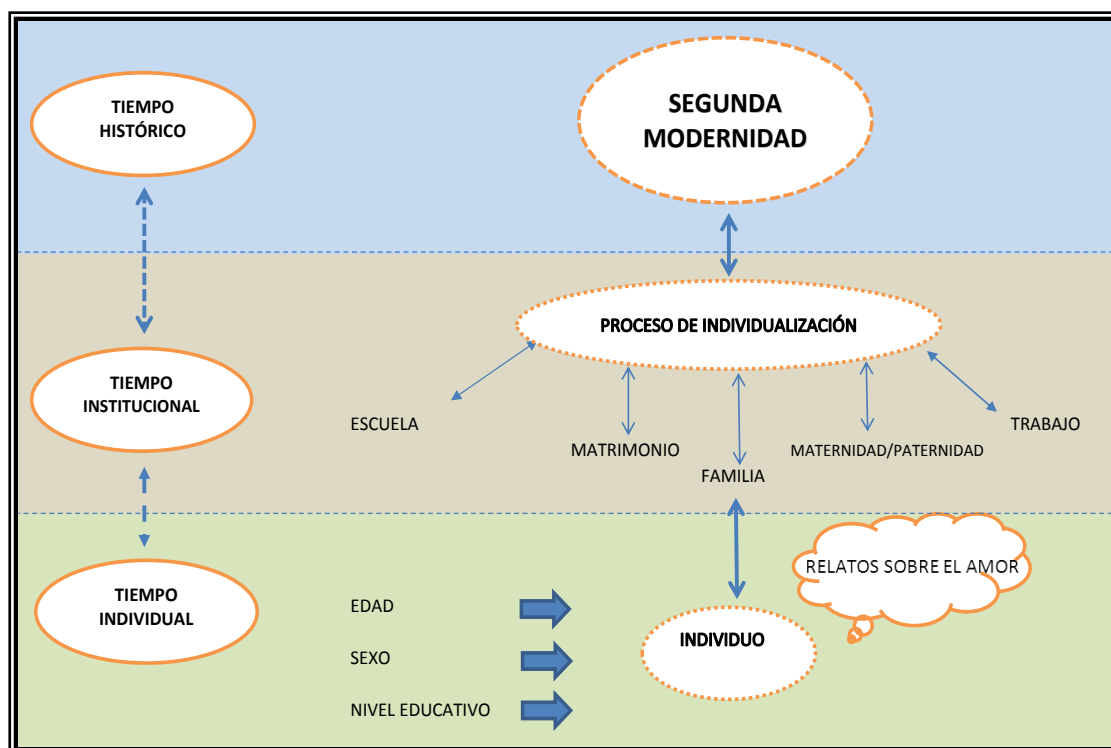 TIEMPO
HISTÓRICO
SEGUNDA
MODERNIDAD
PROCESO DE INDIVIDUALIZACIÓN
TIEMPO
INSTITUCIONAL
ESCUELA
MATRIMONIO
FAMILIA
MATERNIDAD/PATERNIDAD
TRABAJO
TIEMPO
INDIVIDUAL
EDAD
SEXO
NIVEL EDUCATIVO
INDIVIDUO
RELATOS SOBRE EL AMOR